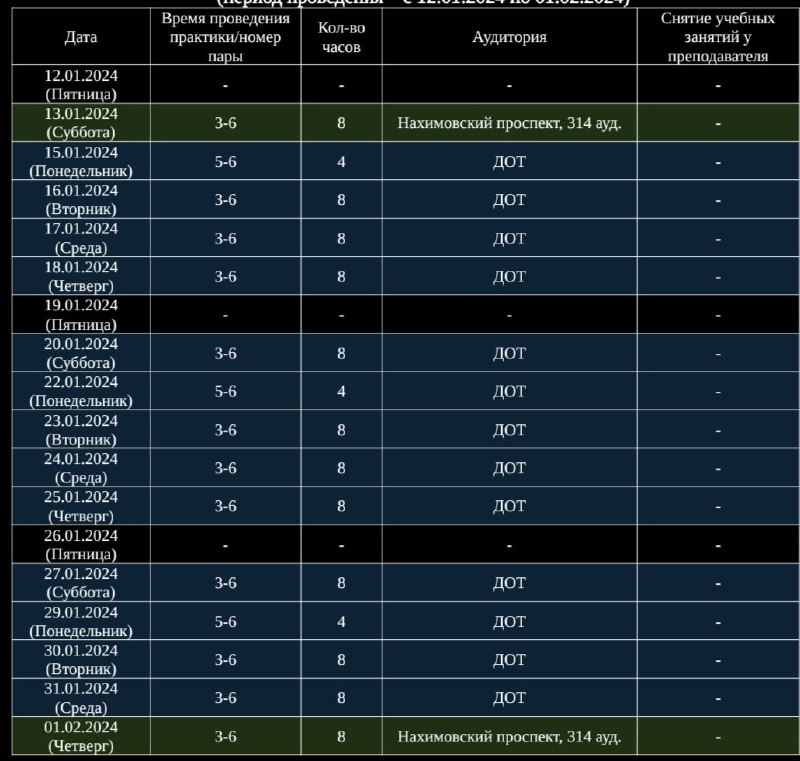 (период проведения – с 12.01.2024 по 01.02.2024)
Дата
Время проведения
практики/номер
пары
Кол-во
часов
Аудитория
Снятие учебных
занятий у
преподавателя
12.01.2024
(Пятница)
-
-
-
-
13.01.2024
(Суббота)
3-6
8
Нахимовский проспект, 314 ауд.
-
15.01.2024
(Понедельник)
5-6
4
ДОТ
-
16.01.2024
(Вторник)
3-6
8
ДОТ
-
17.01.2024
(Среда)
3-6
8
ДОТ
-
18.01.2024
(Четверг)
3-6
8
ДОТ
-
19.01.2024
(Пятница)
-
-
-
-
20.01.2024
(Суббота)
3-6
8
ДОТ
-
22.01.2024
(Понедельник)
5-6
4
ДОТ
-
23.01.2024
(Вторник)
3-6
8
ДОТ
-
24.01.2024
(Среда)
3-6
8
ДОТ
-
25.01.2024
(Четверг)
3-6
8
ДОТ
-
26.01.2024
(Пятница)
-
-
-
-
27.01.2024
(Суббота)
3-6
8
ДОТ
-
29.01.2024
(Понедельник)
5-6
4
ДОТ
-
30.01.2024
(Вторник)
3-6
8
ДОТ
-
31.01.2024
(Среда)
3-6
8
ДОТ
-
01.02.2024
(Четверг)
3-6
8
Нахимовский проспект, 314 ауд.
-